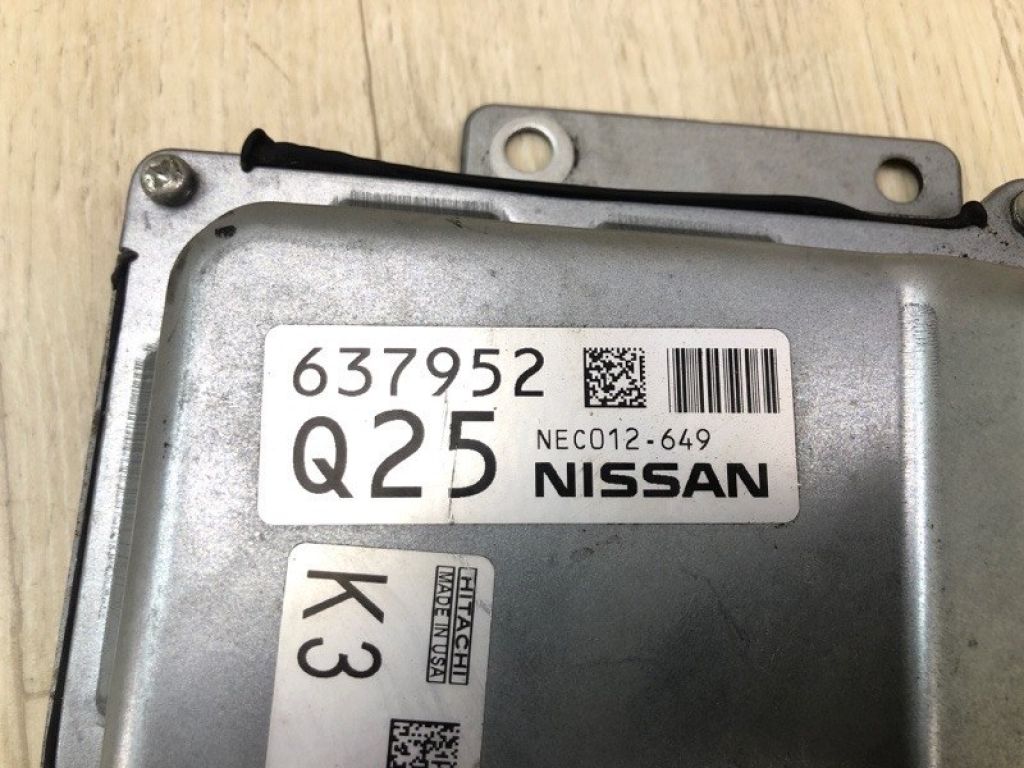 637952
Q25
NEC012-649
NISSAN
K3
HITACHI
MADE IN USA